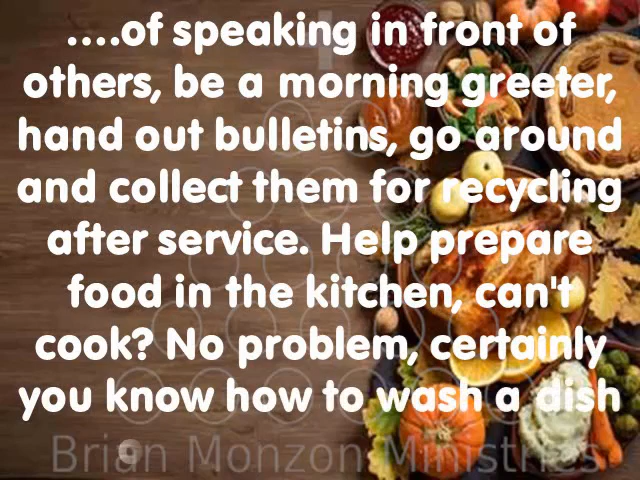 ....of speaking in front of
others, be a morning greeter,
hand out bulletins, go around
and collect them for recycling
after service. Help prepare
food in the kitchen, can't
cook? No problem, certainly
you know how to wash a dish
Brian Monzon Ministries